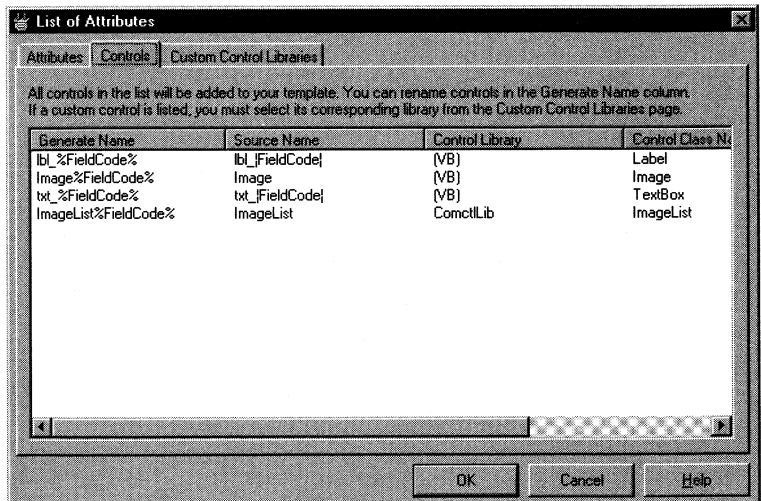 List of Attributes
Attributes Controls Custom Control Libraries
All controls in the list will be added to your template. You can rename controls in the Generate Name column.
If a custom control is listed, you must select its corresponding library from the Custom Control Libraries page.
Generate Name Source Name Control Library Control Class Na
lbl_%FieldCode% lbl_|FieldCode| (VB) Label
Image%FieldCode% Image (VB) Image
txt_%FieldCode% txt_|FieldCode| (VB) TextBox
ImageList%FieldCode% ImageList ComctlLib ImageList
OK Cancel Help